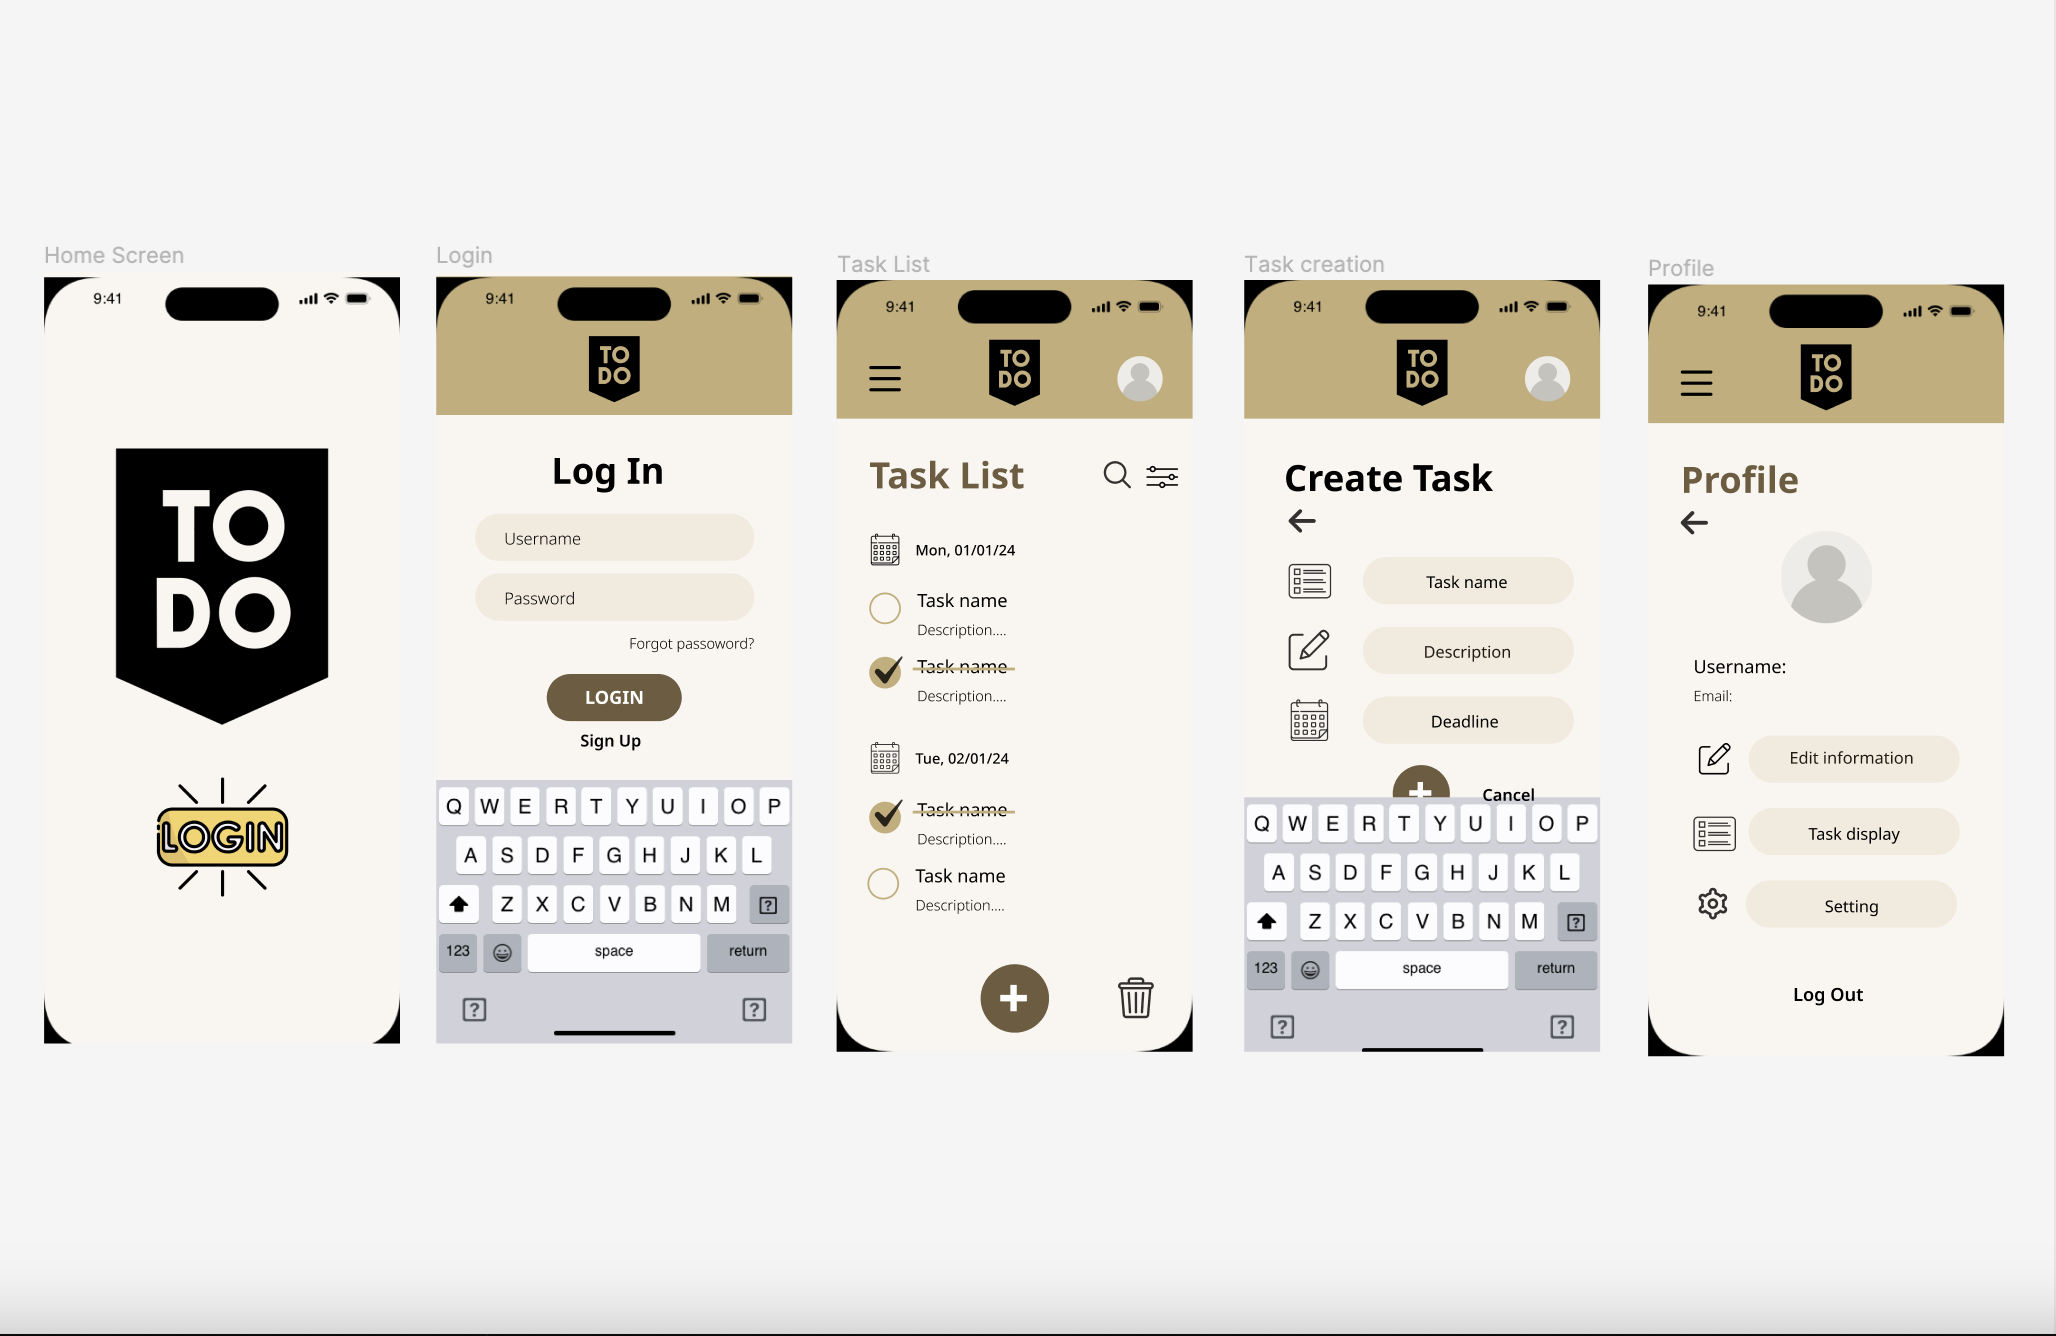 Home Screen
9:41
TO
DO
LOGIN
Login
9:41
TO
DO
Log In
Username
Password
Forgot passoword?
LOGIN
Sign Up
Q W E R T Y U I O P
A S D F G H J K L
Z X C V B N M ?
123 space return
? ?
Task List
9:41
TO
DO
Task List
Mon, 01/01/24
Task name
Description....
Task name
Description....
Tue, 02/01/24
Task name
Description....
Task name
Description....
Task creation
9:41
TO
DO
Create Task
Task name
Description
Deadline
Cancel
Q W E R T Y U I O P
A S D F G H J K L
Z X C V B N M ?
123 space return
? ?
Profile
9:41
TO
DO
Profile
Username:
Email:
Edit information
Task display
Setting
Log Out